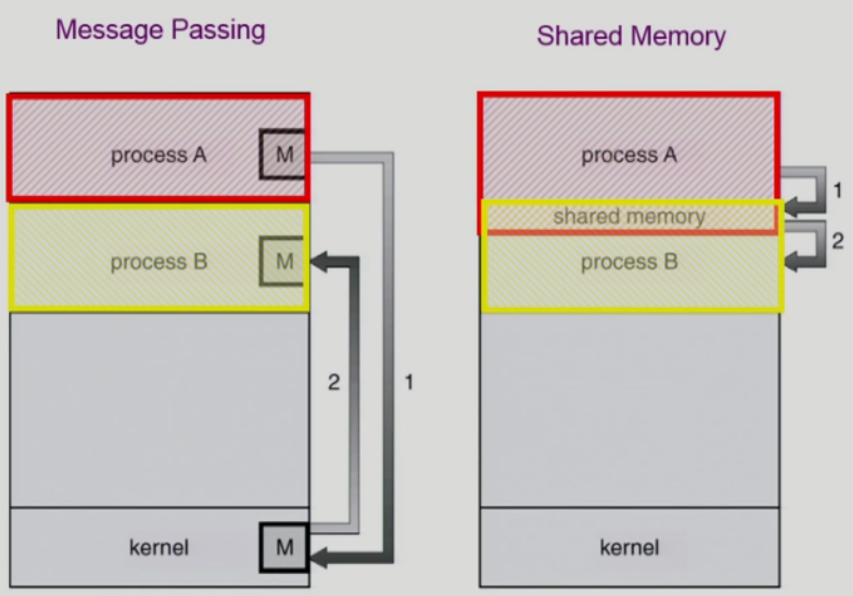 Message Passing
process A
M
process B
M
2
1
kernel
M
Shared Memory
process A
1
shared memory
2
process B
kernel